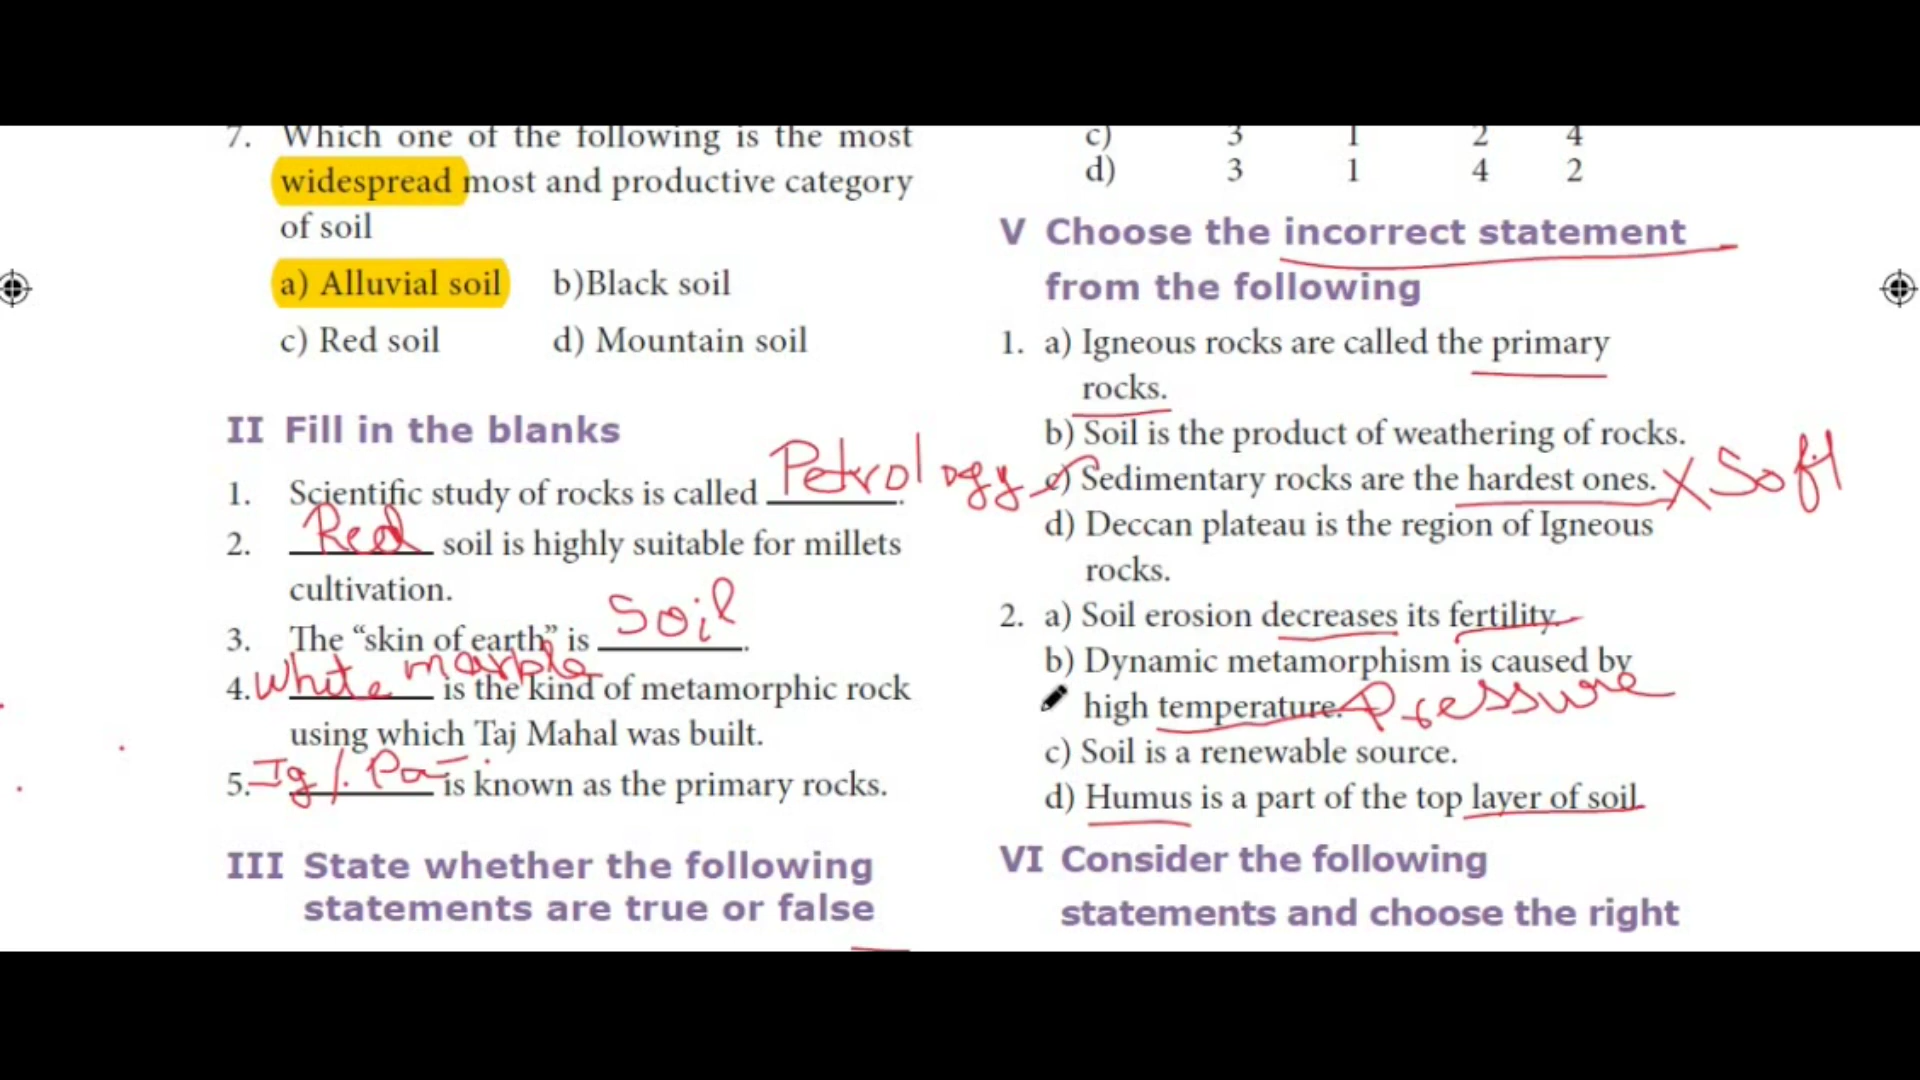 7. Which one of the following is the most
widespread most and productive category
of soil
a) Alluvial soil b)Black soil
c) Red soil d) Mountain soil
II Fill in the blanks
1. Scientific study of rocks is called Petrology.
2. Red soil is highly suitable for millets
cultivation.
3. The “skin of earth” is Soil.
4. White marble is the kind of metamorphic rock
using which Taj Mahal was built.
5. Ig / is known as the primary rocks.
III State whether the following
statements are true or false
c) 3 1 2 4
d) 3 1 4 2
V Choose the incorrect statement
from the following
1. a) Igneous rocks are called the primary
rocks.
b) Soil is the product of weathering of rocks.
c) Sedimentary rocks are the hardest ones. X Soft
d) Deccan plateau is the region of Igneous
rocks.
2. a) Soil erosion decreases its fertility.
b) Dynamic metamorphism is caused by
high temperature. Pressure
c) Soil is a renewable source.
d) Humus is a part of the top layer of soil
VI Consider the following
statements and choose the right